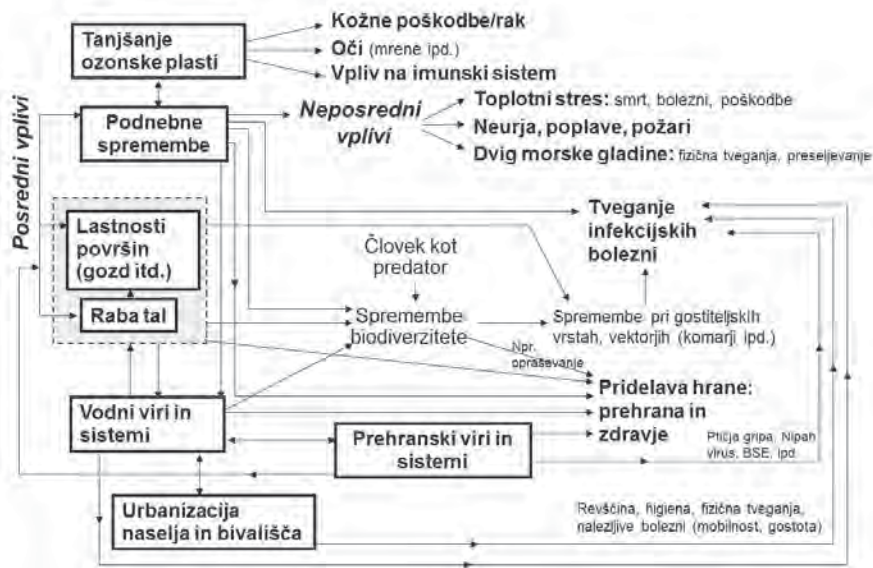 Tanjšanje
ozonske plasti
Kožne poškodbe/rak
Oči (mrene ipd.)
Vpliv na imunski sistem
Posredni vplivi
Podnebne
spremembe
Neposredni
vplivi
Toplotni stres: smrt, bolezni, poškodbe
Neurja, poplave, požari
Dvig morske gladine: fizična tveganja, preseljevanje
Lastnosti
površin
(gozd itd.)
Raba tal
Človek kot
predator
Tveganje
infekcijskih
bolezni
Spremembe
biodiverzitete
Spremembe pri gostiteljskih
vrstah, vektorjih (komarji ipd.)
Npr.
opraševanje
Vodni viri in
sistemi
Prehranski viri in
sistemi
Pridelava hrane:
prehrana in
zdravje
Ptičja gripa, Nipah
virus, BSE, ipd.
Urbanizacija
naselja in bivališča
Revščina, higiena, fizična tveganja,
nalezljive bolezni (mobilnost, gostota)